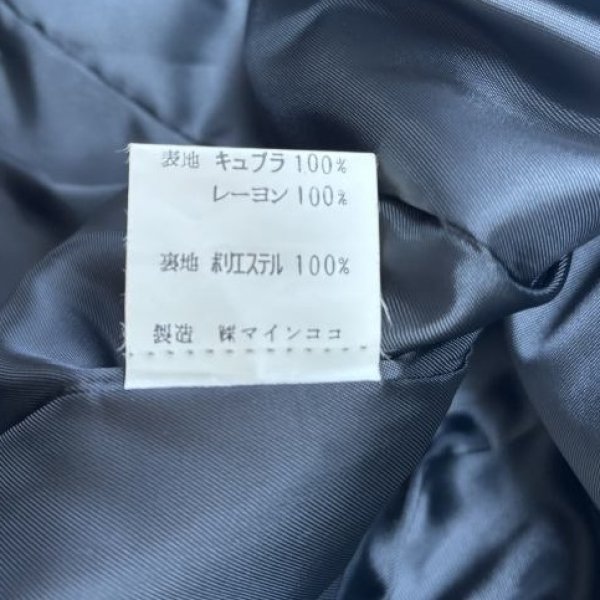 表地 キュプラ 100%
レーヨン 100%
裏地 ポリエステル 100%
製造 ㈱マインココ